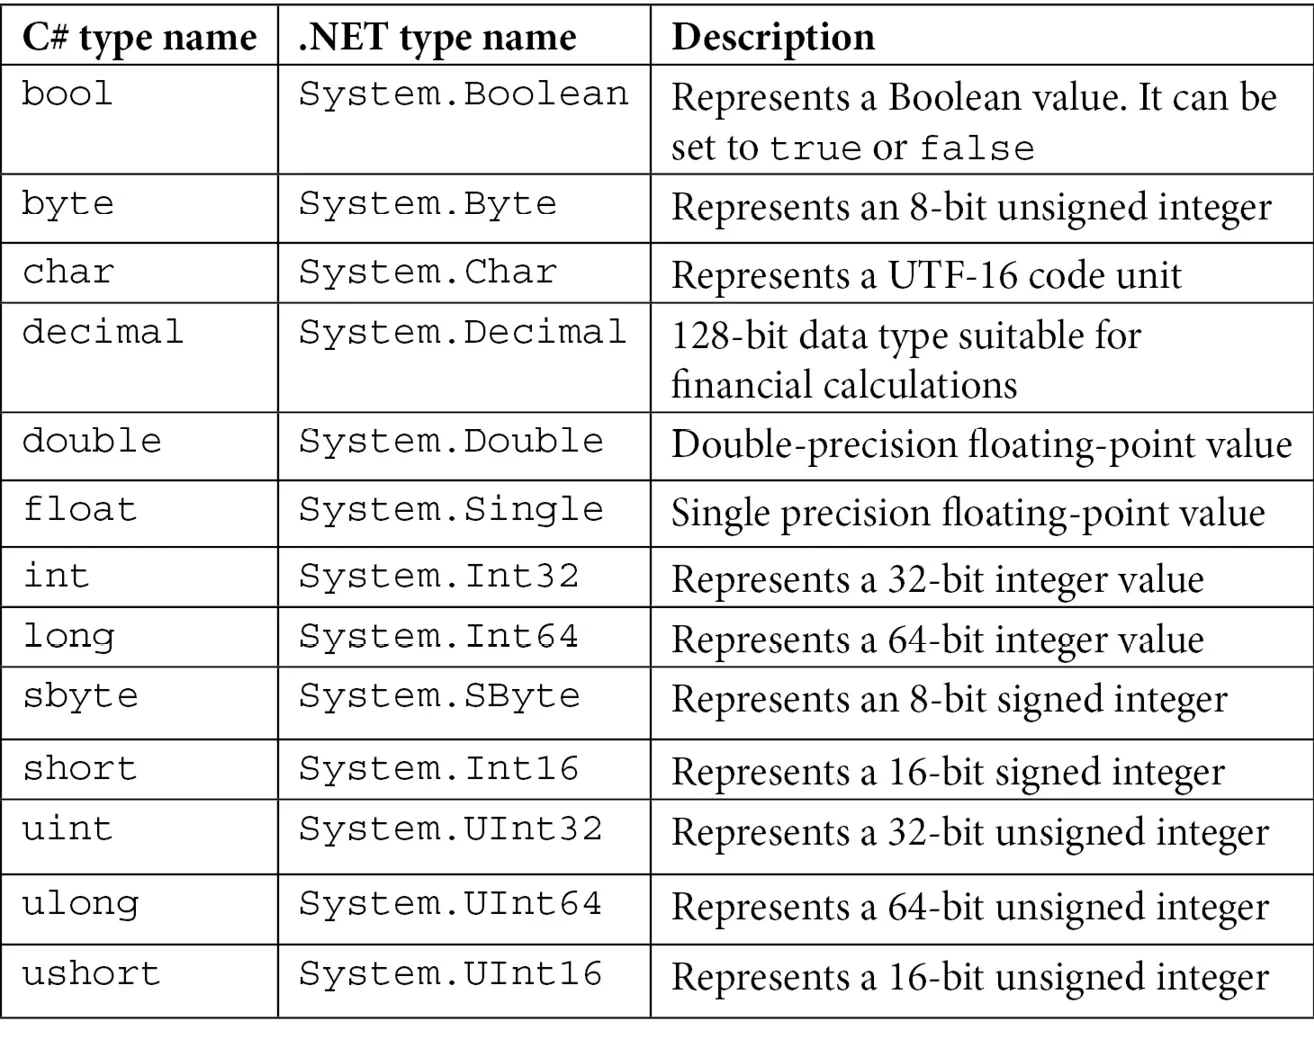 C# type name .NET type name Description
bool System.Boolean Represents a Boolean value. It can be
set to true or false
byte System.Byte Represents an 8-bit unsigned integer
char System.Char Represents a UTF-16 code unit
decimal System.Decimal 128-bit data type suitable for
financial calculations
double System.Double Double-precision floating-point value
float System.Single Single precision floating-point value
int System.Int32 Represents a 32-bit integer value
long System.Int64 Represents a 64-bit integer value
sbyte System.SByte Represents an 8-bit signed integer
short System.Int16 Represents a 16-bit signed integer
uint System.UInt32 Represents a 32-bit unsigned integer
ulong System.UInt64 Represents a 64-bit unsigned integer
ushort System.UInt16 Represents a 16-bit unsigned integer